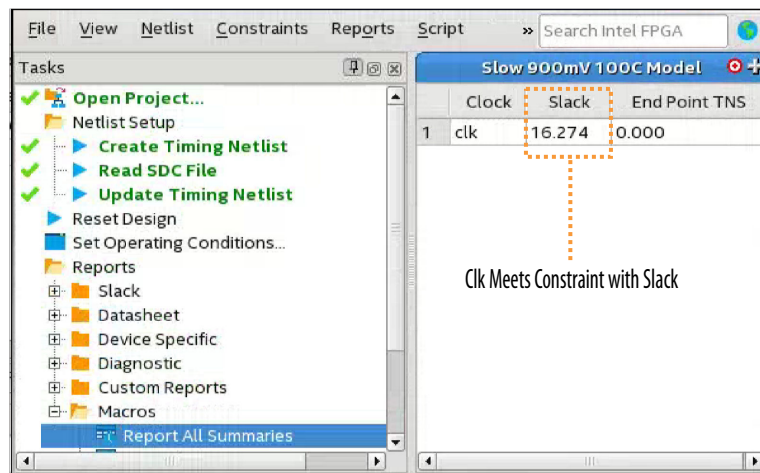 File View Netlist Constraints Reports Script » Search Intel FPGA
Tasks
Open Project...
Netlist Setup
Create Timing Netlist
Read SDC File
Update Timing Netlist
Reset Design
Set Operating Conditions...
Reports
Slack
Datasheet
Device Specific
Diagnostic
Custom Reports
Macros
Report All Summaries
Slow 900mV 100C Model
Clock Slack End Point TNS
1 clk 16.274 0.000
Clk Meets Constraint with Slack